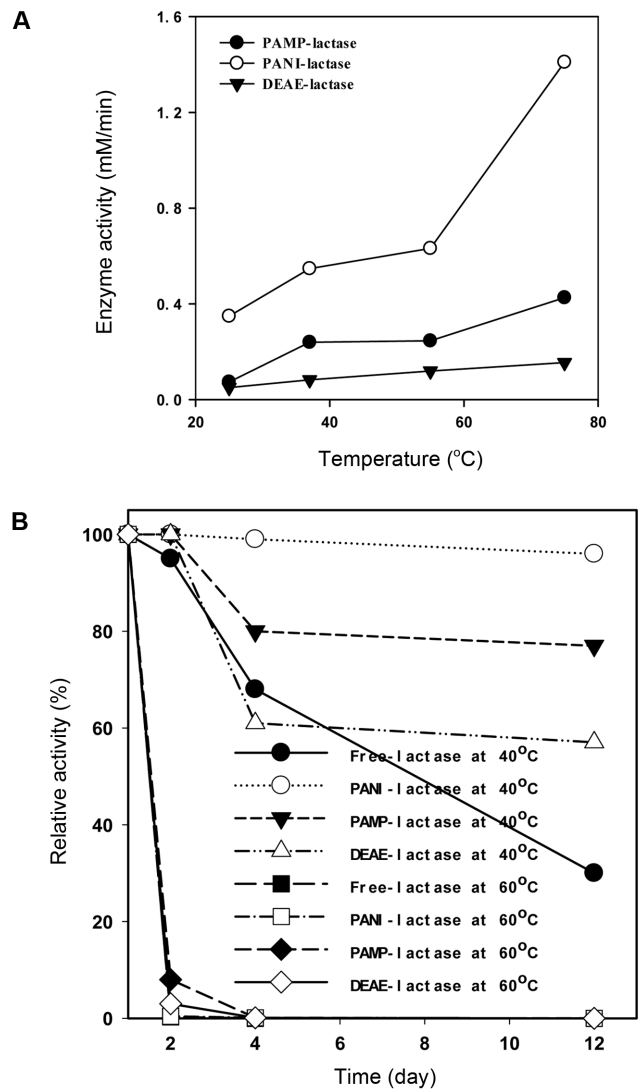 A
1.6
1.2
0.8
0.4
0.0
PAMP-lactase
PANI-lactase
DEAE-lactase
Enzyme activity (mM/min)
20
40
60
80
Temperature (°C)
B
100
80
60
40
20
0
Relative activity (%)
Free-lactase at 40°C
PANI-lactase at 40°C
PAMP-lactase at 40°C
DEAE-lactase at 40°C
Free-lactase at 60°C
PANI-lactase at 60°C
PAMP-lactase at 60°C
DEAE-lactase at 60°C
2
4
6
8
10
12
Time (day)